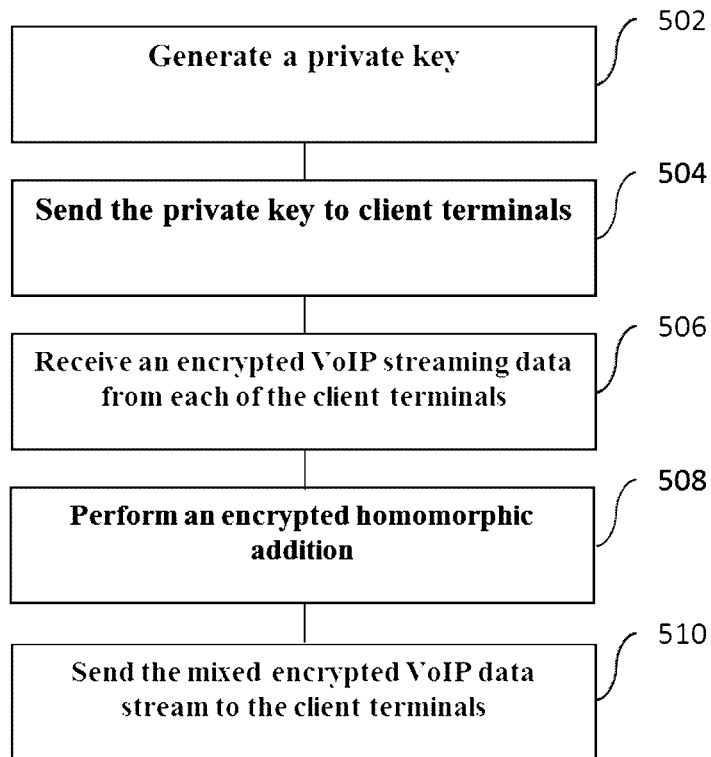 502
Generate a private key
504
Send the private key to client terminals
506
Receive an encrypted VoIP streaming data
from each of the client terminals
508
Perform an encrypted homomorphic
addition
510
Send the mixed encrypted VoIP data
stream to the client terminals